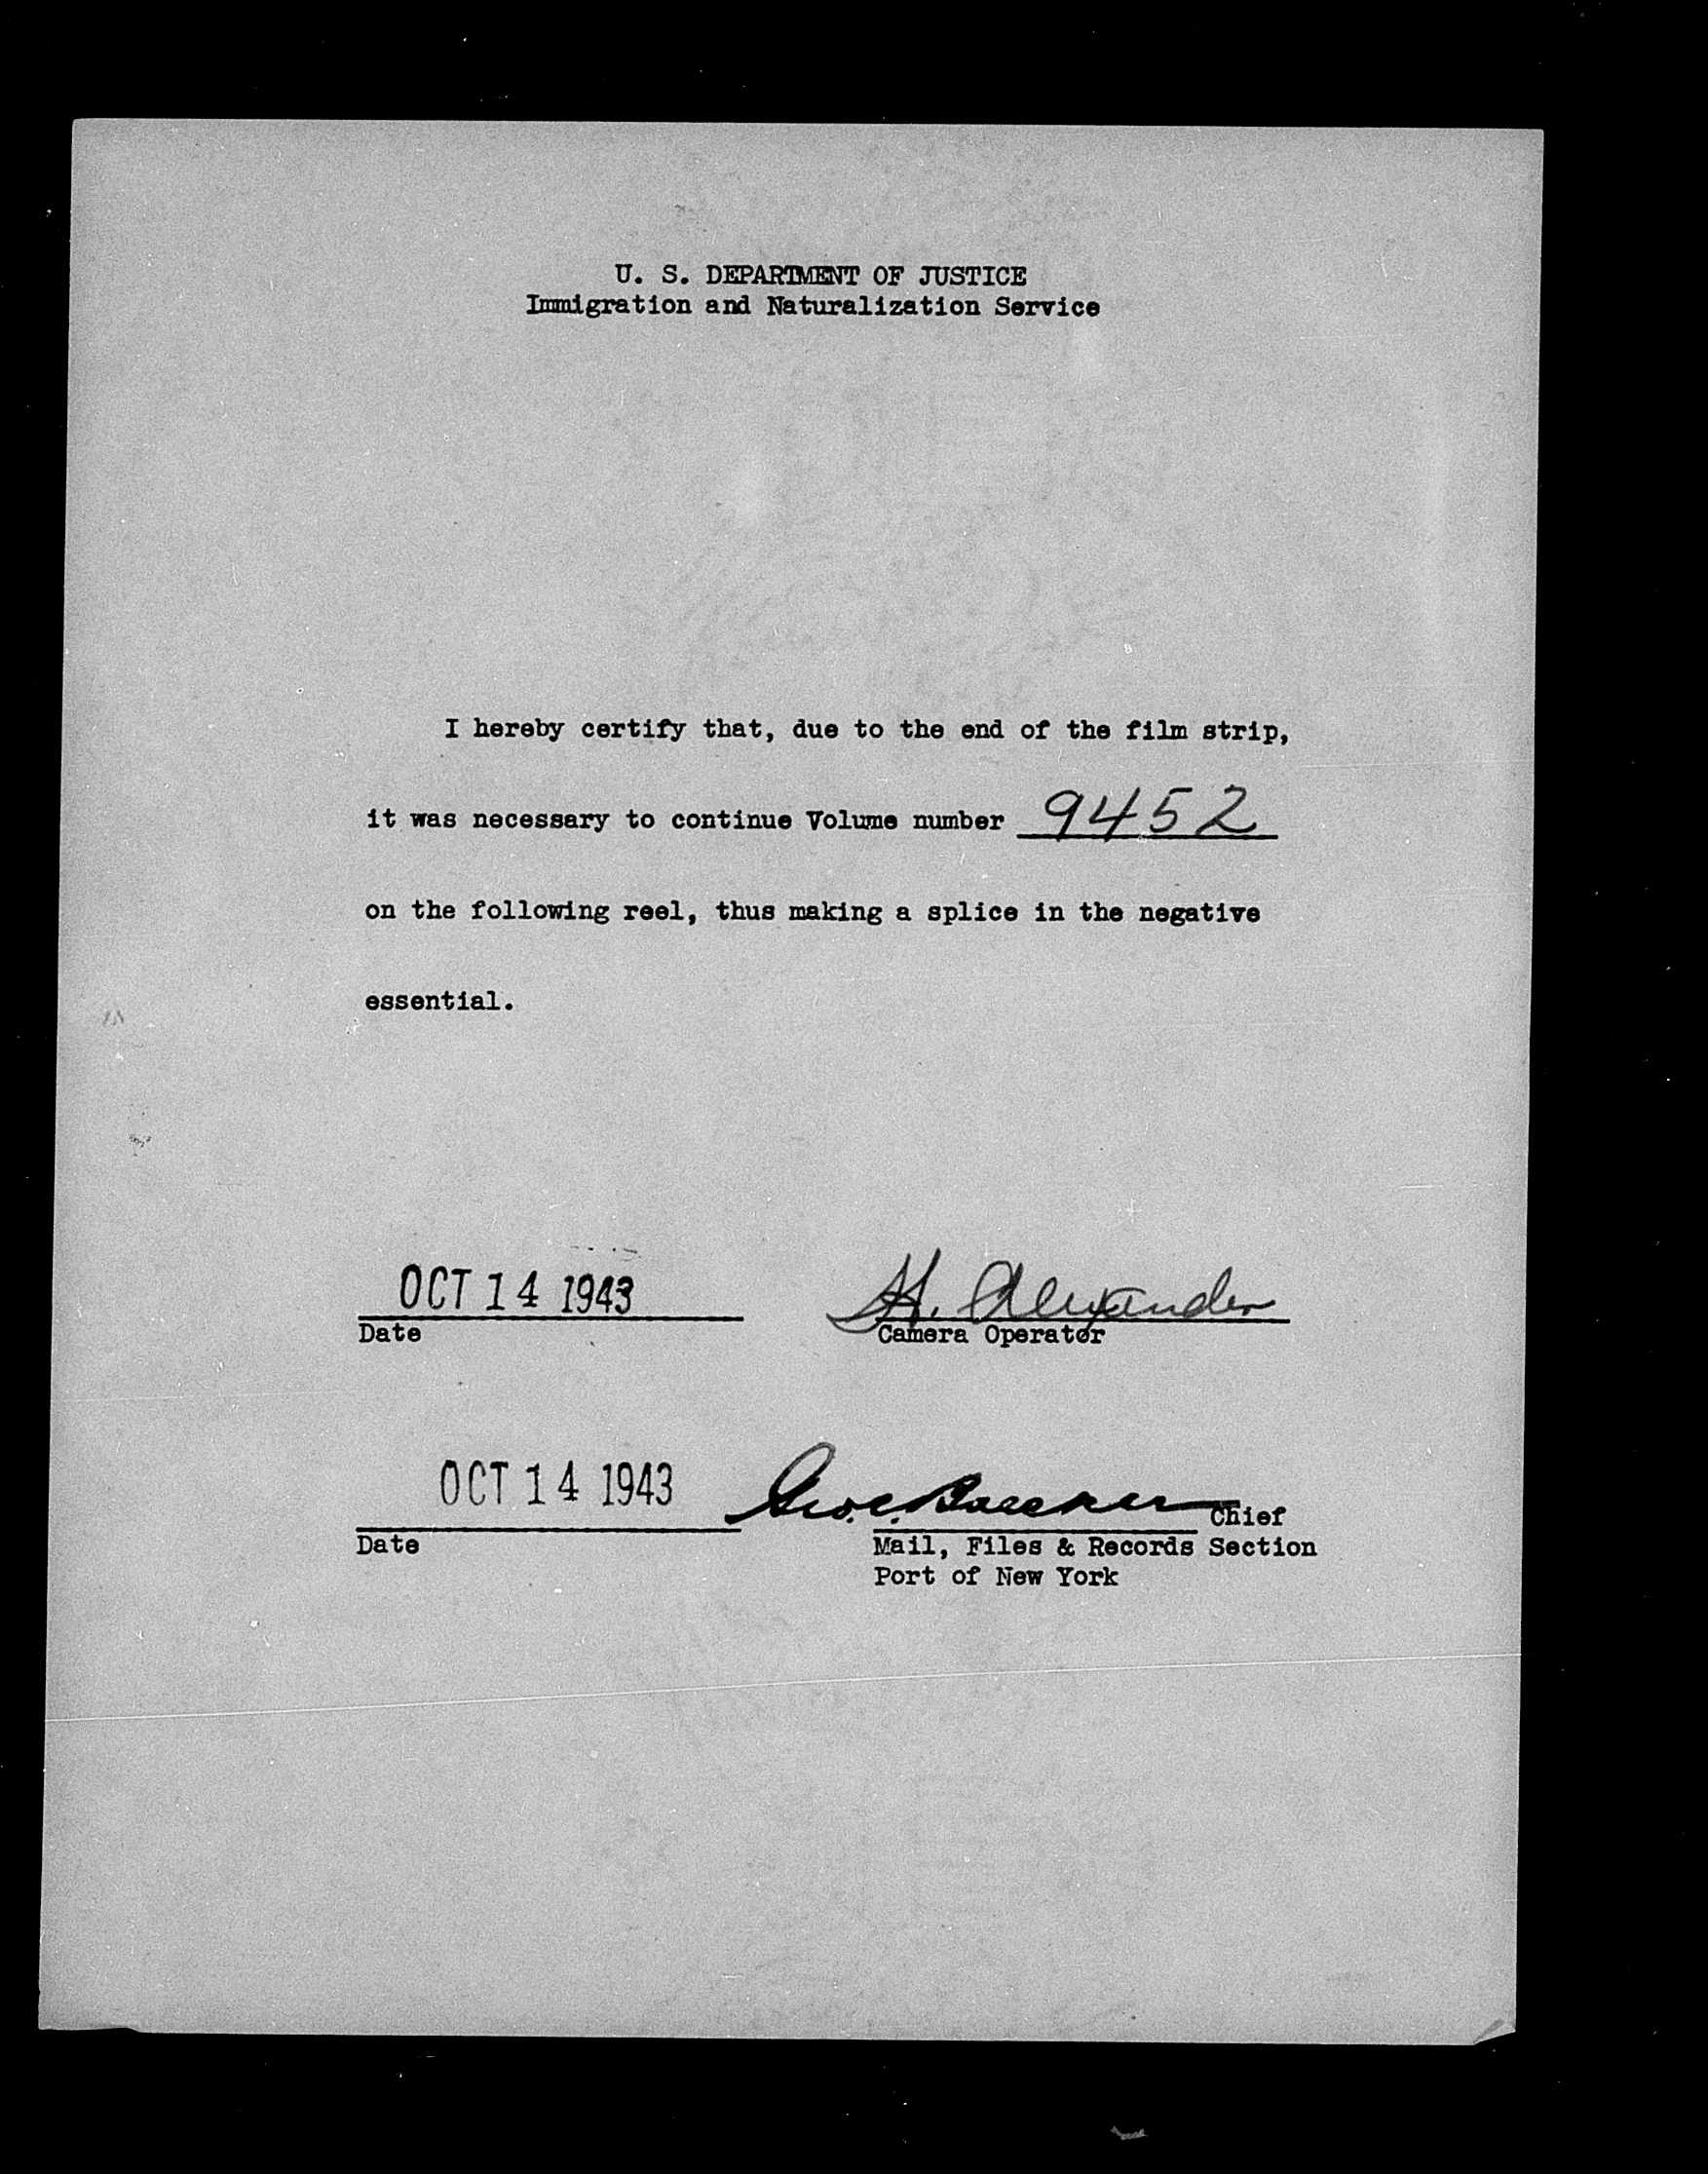 U. S. DEPARTMENT OF JUSTICE
Immigration and Naturalization Service
I hereby certify that, due to the end of the film strip,
it was necessary to continue Volume number 9452
on the following reel, thus making a splice in the negative
essential.
OCT 14 1943 H. Alexander
Date Camera Operator
OCT 14 1943 Geo. C. Chief
Date Mail, Files & Records Section
Port of New York